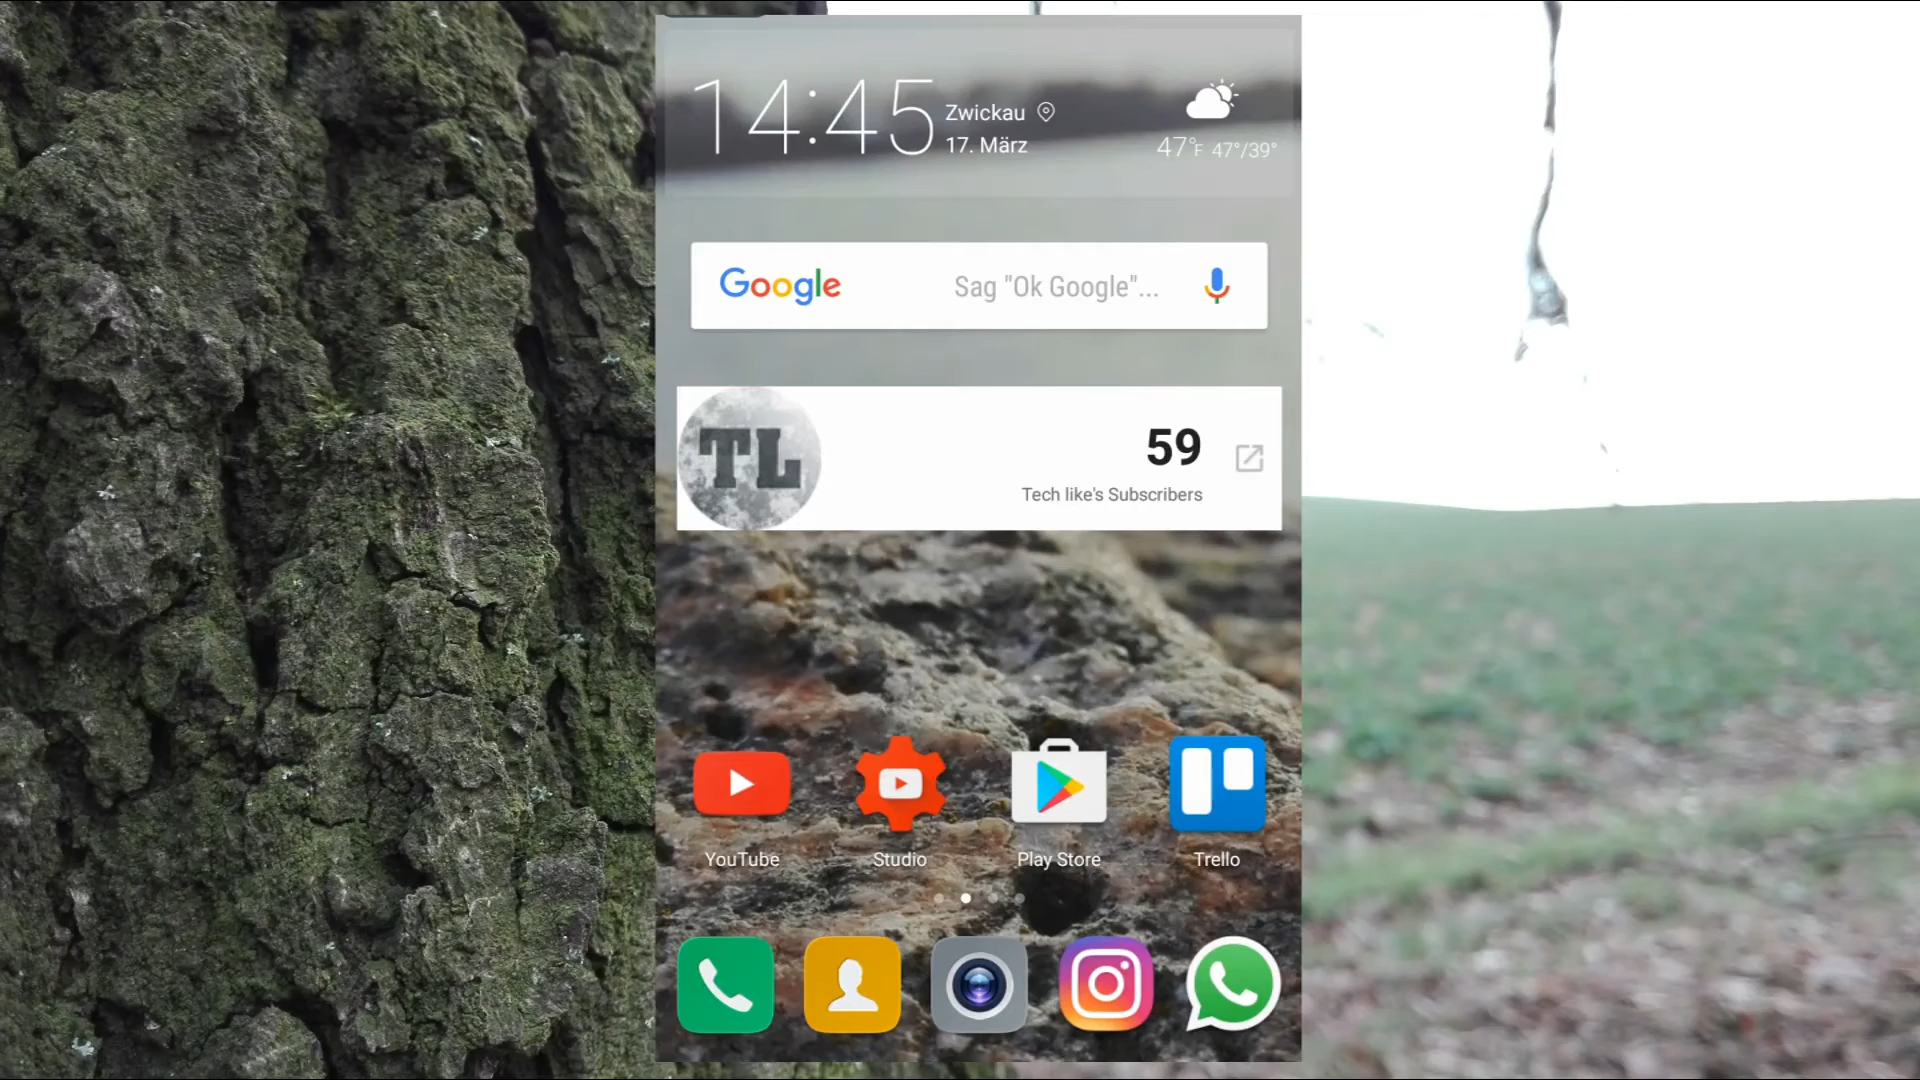 14:45
Zwickau
17. März
47°F 47°/39°
Google
Sag "Ok Google"...
TL
59
Tech like's Subscribers
YouTube
Studio
Play Store
Trello